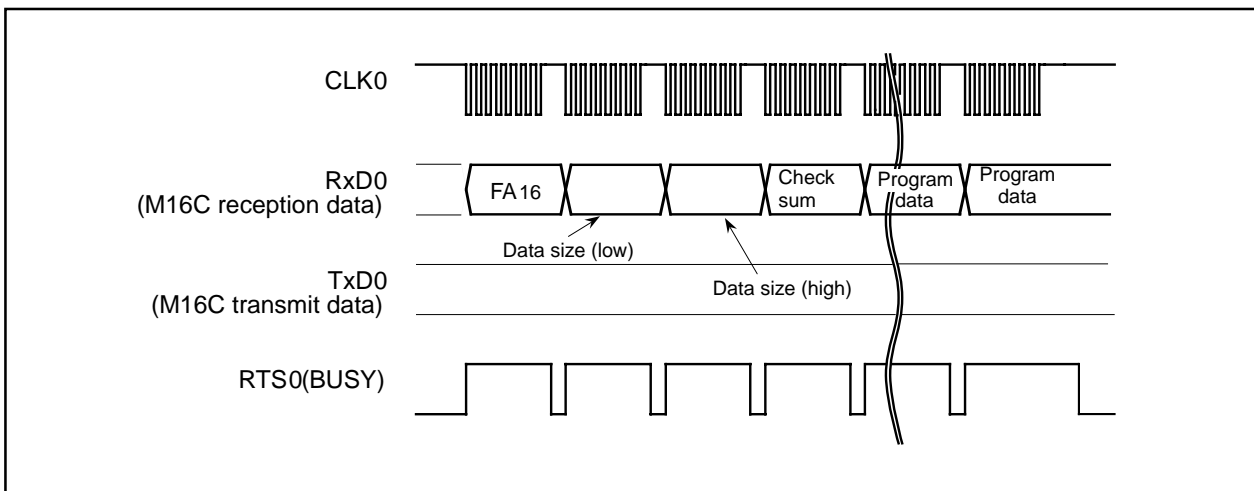 CLK0
RxD0
(M16C reception data)
FA16
Check
sum
Program
data
Program
data
Data size (low)
Data size (high)
TxD0
(M16C transmit data)
RTS0(BUSY)